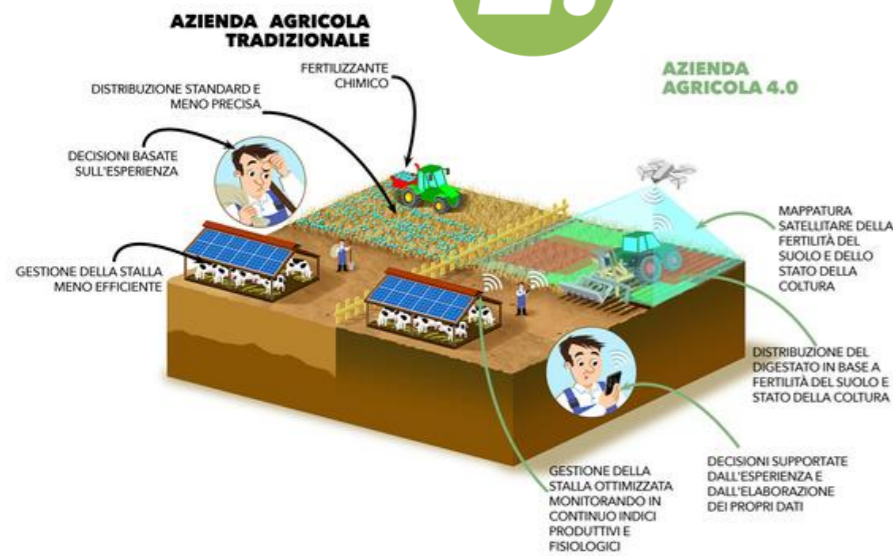 AZIENDA AGRICOLA
TRADIZIONALE
FERTILIZZANTE
CHIMICO
DISTRIBUZIONE STANDARD E
MENO PRECISA
DECISIONI BASATE
SULL'ESPERIENZA
GESTIONE DELLA STALLA
MENO EFFICIENTE
AZIENDA
AGRICOLA 4.0
MAPPATURA
SATELLITARE DELLA
FERTILITÀ DEL
SUOLO E DELLO
STATO DELLA
COLTURA
DISTRIBUZIONE DEL
DIGESTATO IN BASE A
FERTILITÀ DEL SUOLO E
STATO DELLA COLTURA
DECISIONI SUPPORTATE
DALL'ESPERIENZA E
DALL'ELABORAZIONE
DEI PROPRI DATI
GESTIONE DELLA
STALLA OTTIMIZZATA
MONITORANDO IN
CONTINUO INDICI
PRODUTTIVI E
FISIOLOGICI